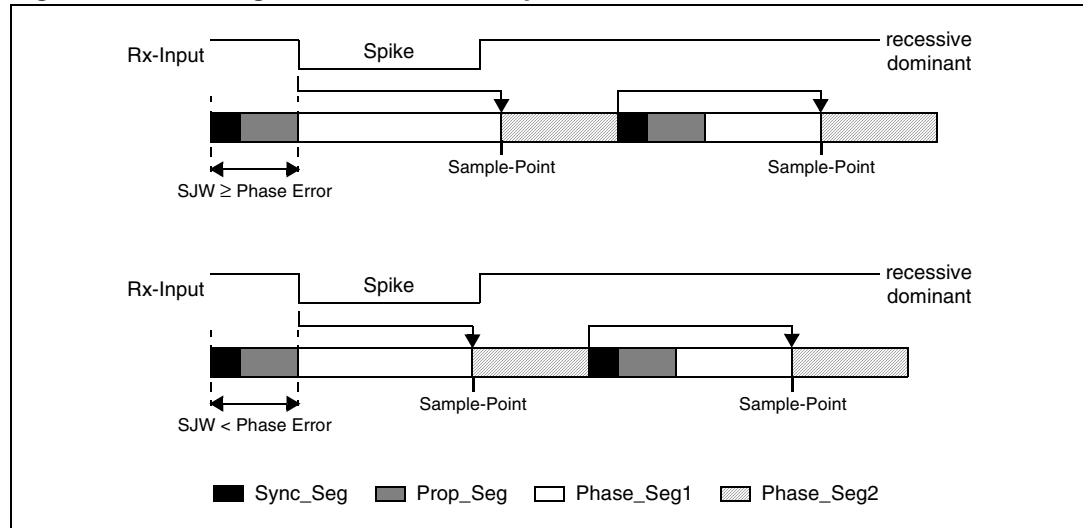 Rx-Input
Spike
recessive
dominant
Sample-Point
Sample-Point
SJW ≥ Phase Error
Rx-Input
Spike
recessive
dominant
Sample-Point
Sample-Point
SJW < Phase Error
Sync_Seg
Prop_Seg
Phase_Seg1
Phase_Seg2